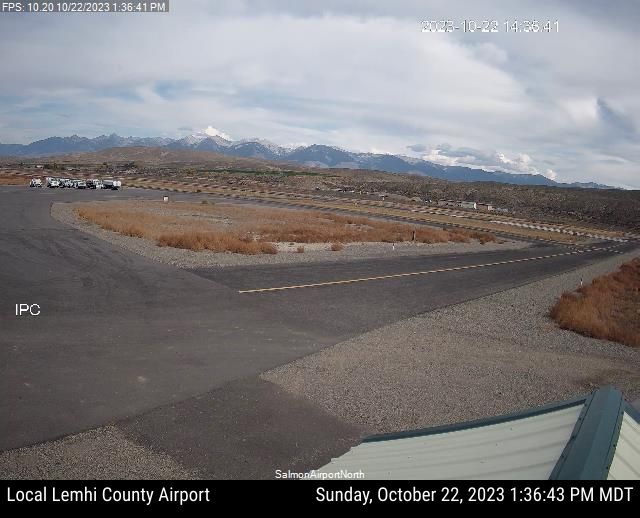 FPS: 10.20 10/22/2023 1:36:41 PM
2023-10-22 14:36:41
IPC
SalmonAirportNorth
Local Lemhi County Airport Sunday, October 22, 2023 1:36:43 PM MDT